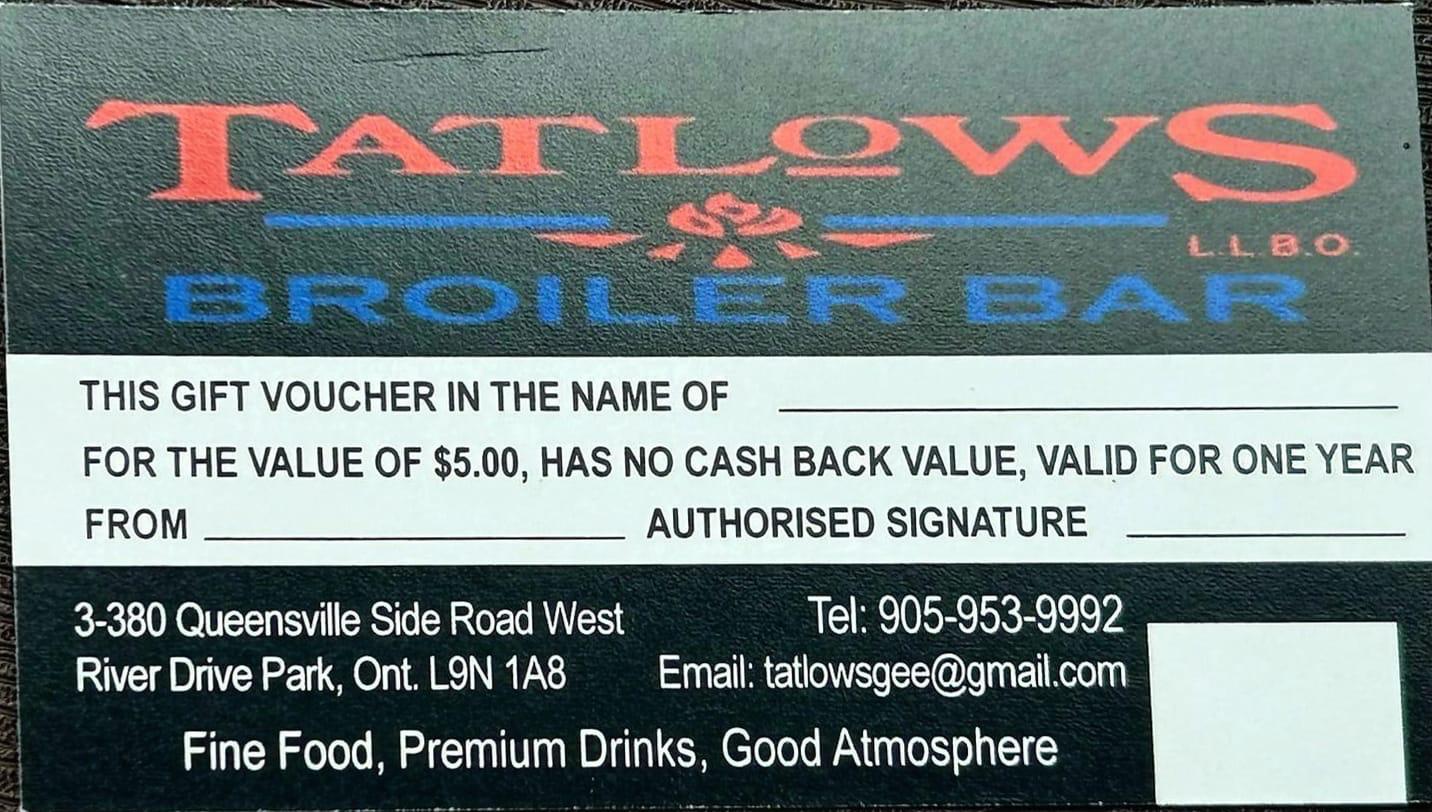 TATLOWS
L.L.B.O.
BROILER BAR
THIS GIFT VOUCHER IN THE NAME OF
FOR THE VALUE OF $5.00, HAS NO CASH BACK VALUE, VALID FOR ONE YEAR
FROM AUTHORISED SIGNATURE
3-380 Queensville Side Road West Tel: 905-953-9992
River Drive Park, Ont. L9N 1A8 Email: tatlowsgee@gmail.com
Fine Food, Premium Drinks, Good Atmosphere